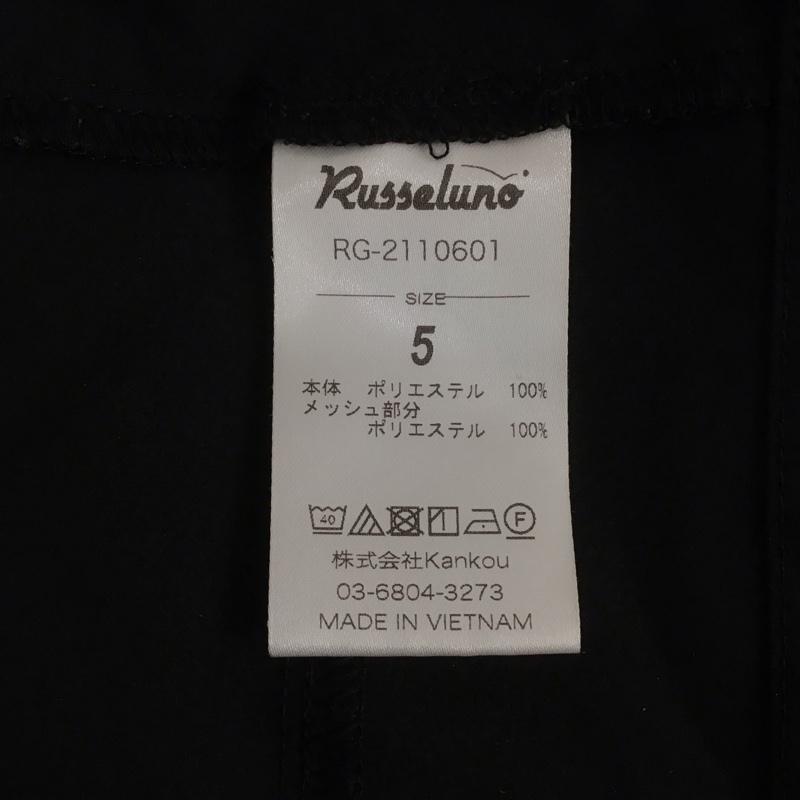 Russeluno
RG-2110601
SIZE
5
本体 ポリエステル 100%
メッシュ部分
ポリエステル 100%
40 F
株式会社Kankou
03-6804-3273
MADE IN VIETNAM